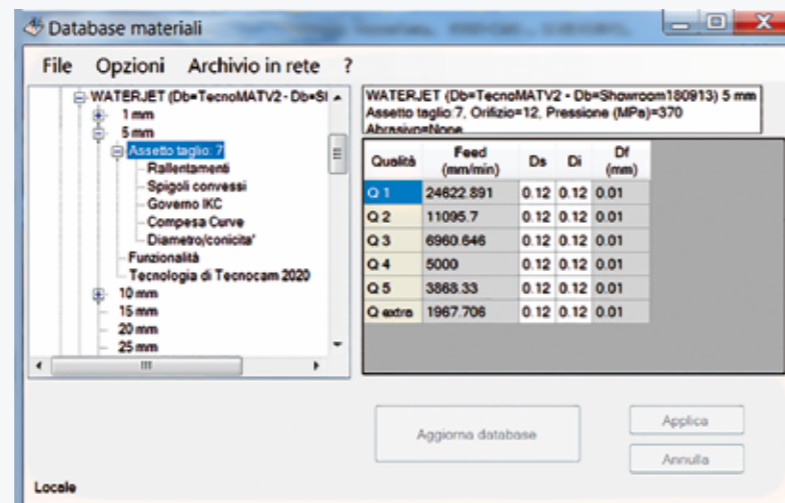 Database materiali
File Opzioni Archivio in rete ?
WATERJET (Db=TecnoMATV2 - Db=SI
1 mm
5 mm
Assetto taglio: 7
Rallentamenti
Spigoli convessi
Governo IKC
Compesa Curve
Diametro/conicita'
Funzionalità
Tecnologia di Tecnocam 2020
10 mm
15 mm
20 mm
25 mm
WATERJET (Db=TecnoMATV2 - Db=Showroom180913) 5 mm
Assetto taglio 7, Orifizio=12, Pressione (MPa)=370
Abrasivo=None
Qualità Feed (mm/min) Ds Di Df (mm)
Q 1 24622.891 0.12 0.12 0.01
Q 2 11095.7 0.12 0.12 0.01
Q 3 6960.646 0.12 0.12 0.01
Q 4 5000 0.12 0.12 0.01
Q 5 3868.33 0.12 0.12 0.01
Q extra 1967.706 0.12 0.12 0.01
Aggiorna database
Applica
Annulla
Locale